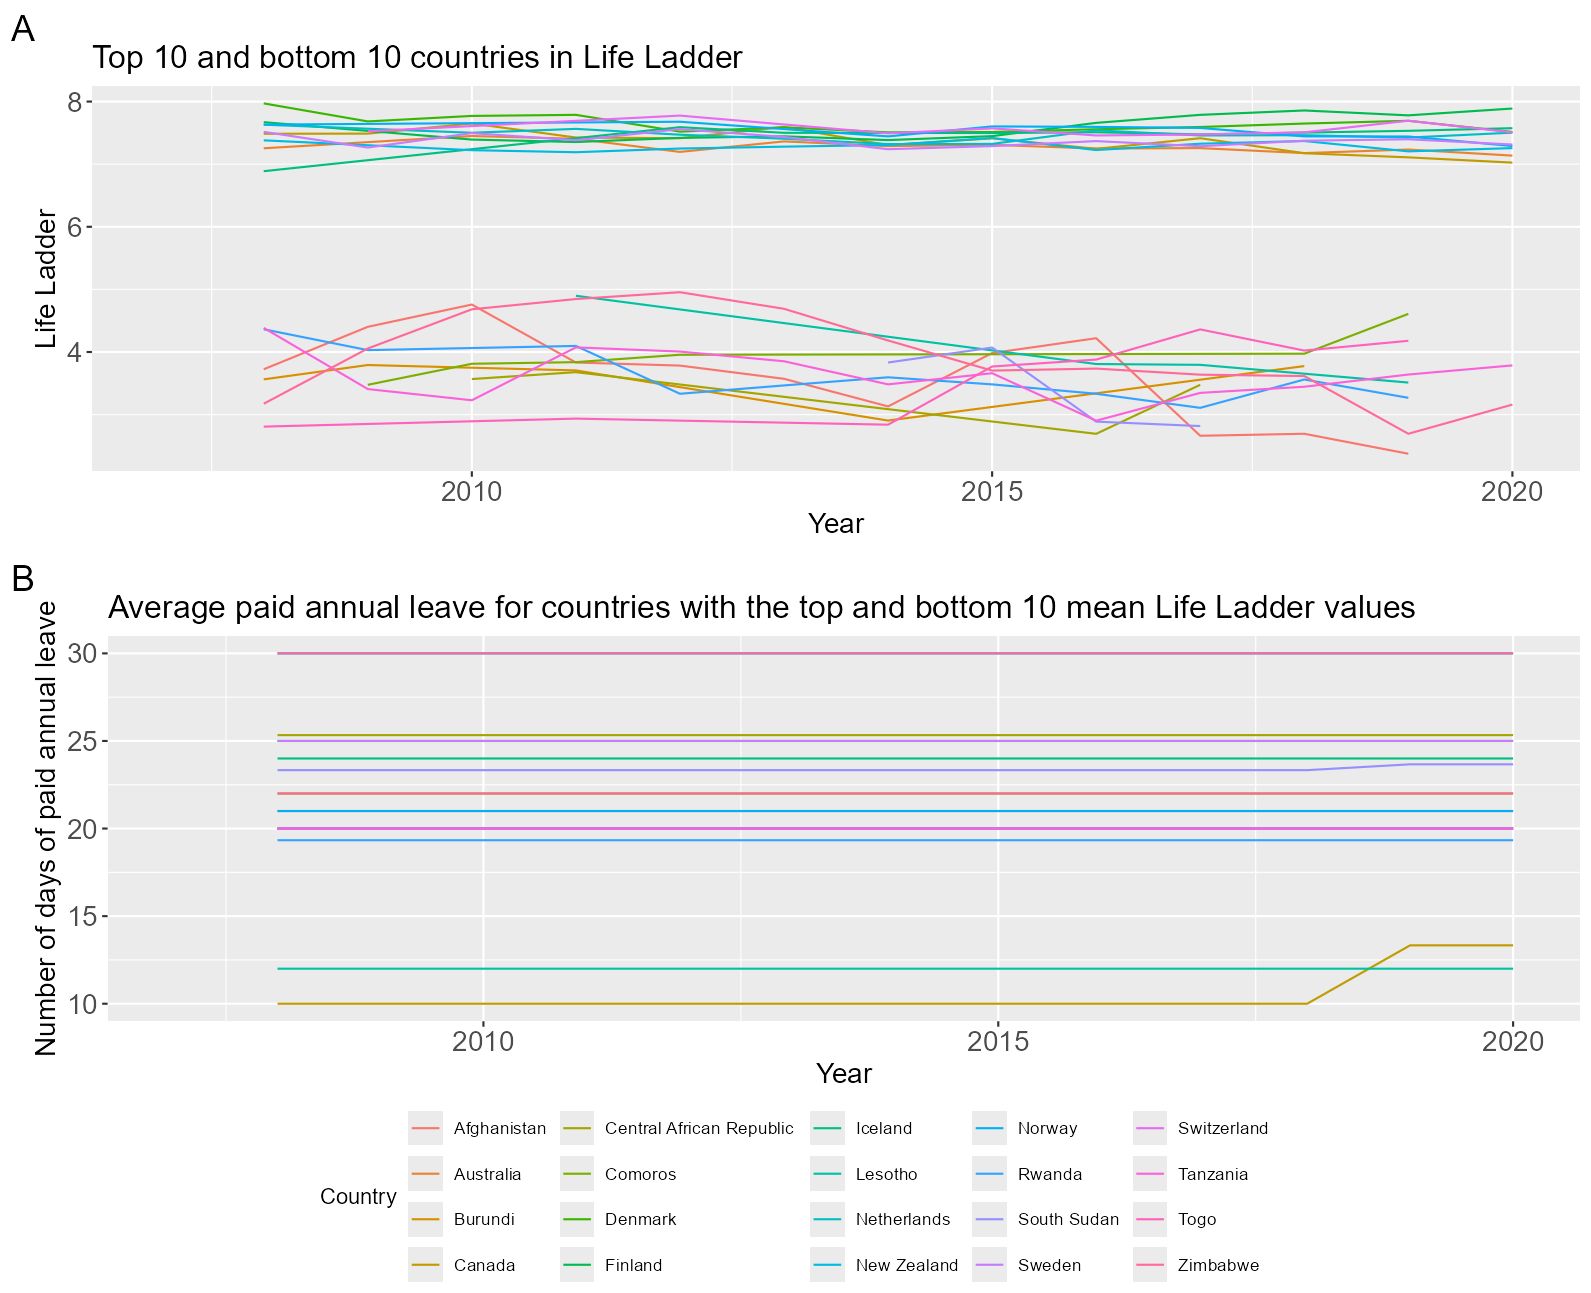 A
Top 10 and bottom 10 countries in Life Ladder
Life Ladder
8
6
4
2010 2015 2020
Year
B
Average paid annual leave for countries with the top and bottom 10 mean Life Ladder values
Number of days of paid annual leave
30
25
20
15
10
2010 2015 2020
Year
Country
Afghanistan Central African Republic Iceland Norway Switzerland
Australia Comoros Lesotho Rwanda Tanzania
Burundi Denmark Netherlands South Sudan Togo
Canada Finland New Zealand Sweden Zimbabwe